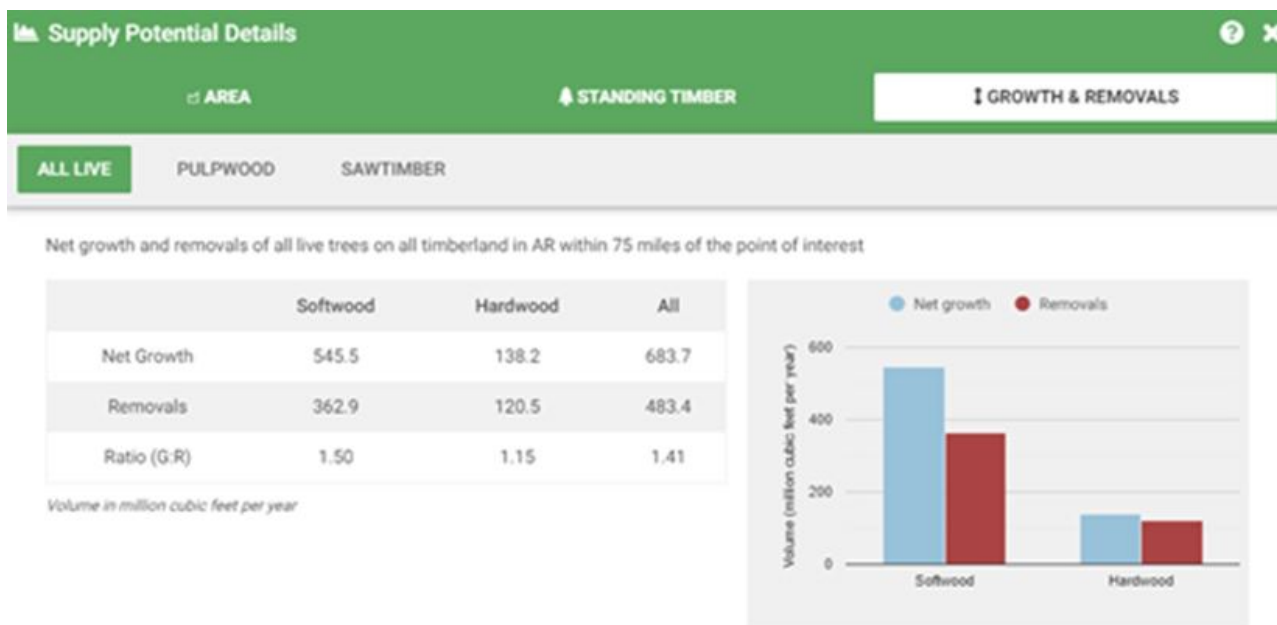 Supply Potential Details
AREA STANDING TIMBER GROWTH & REMOVALS
ALL LIVE PULPWOOD SAWTIMBER
Net growth and removals of all live trees on all timberland in AR within 75 miles of the point of interest
Softwood Hardwood All
Net Growth 545.5 138.2 683.7
Removals 362.9 120.5 483.4
Ratio (G:R) 1.50 1.15 1.41
Volume in million cubic feet per year
Net growth Removals
Volume (million cubic feet per year)
600
400
200
0
Softwood Hardwood